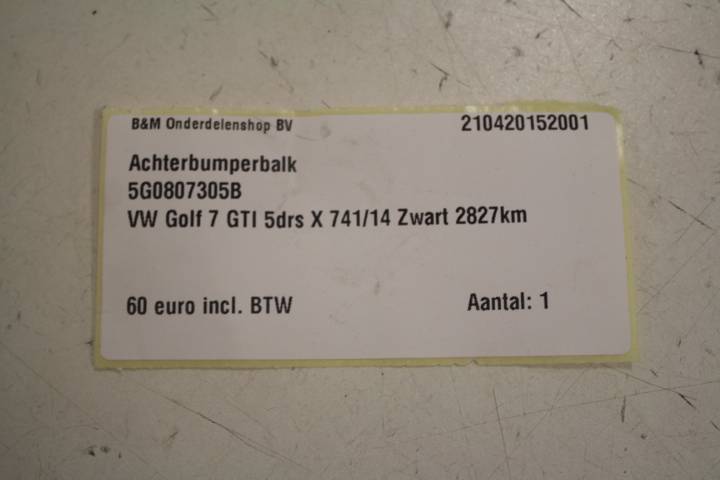 B&M Onderdelenshop BV 210420152001
Achterbumperbalk
5G0807305B
VW Golf 7 GTI 5drs X 741/14 Zwart 2827km
60 euro incl. BTW Aantal: 1